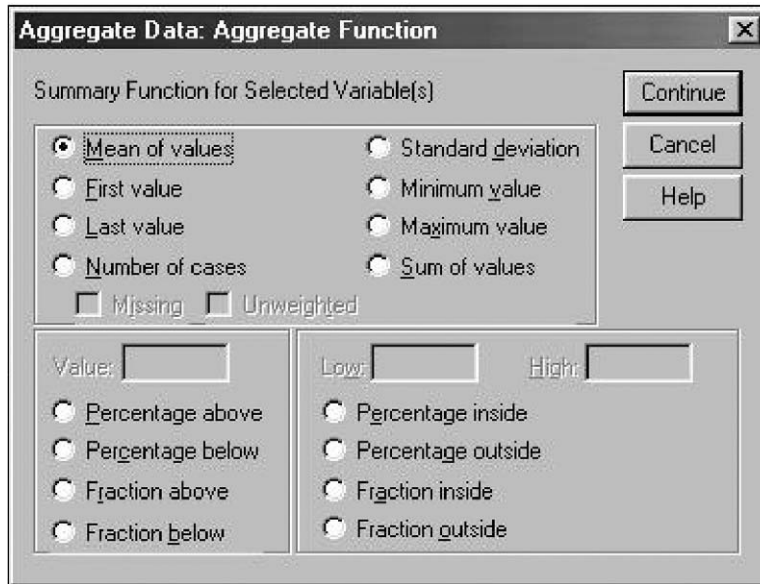 Aggregate Data: Aggregate Function
Summary Function for Selected Variable(s)
Continue
Cancel
Help
Mean of values
Standard deviation
First value
Minimum value
Last value
Maximum value
Number of cases
Sum of values
Missing
Unweighted
Value:
Percentage above
Percentage below
Fraction above
Fraction below
Low:
High:
Percentage inside
Percentage outside
Fraction inside
Fraction outside